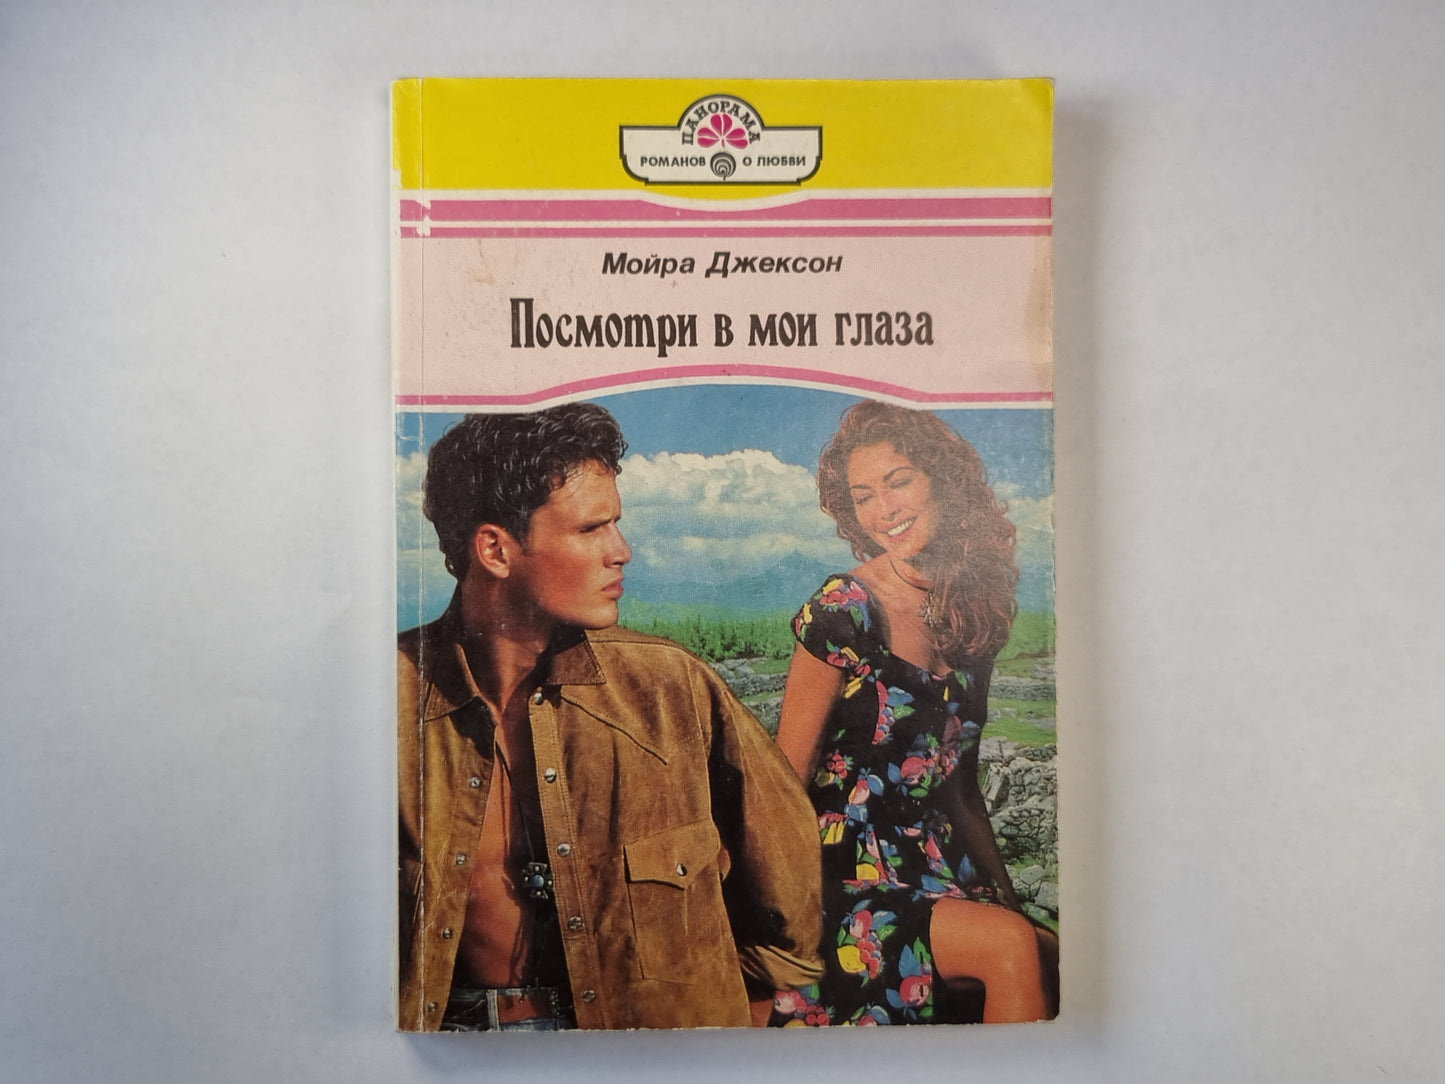 ПАНОРАМА
РОМАНОВ О ЛЮБВИ
Мойра Джексон
Посмотри в мои глаза